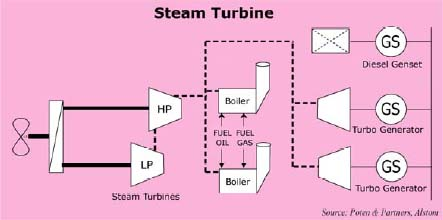 Steam Turbine
GS
Diesel Genset
HP
Boiler
FUEL OIL
FUEL GAS
GS
Turbo Generator
LP
Steam Turbines
Boiler
GS
Turbo Generator
Source: Poten & Partners, Alstom